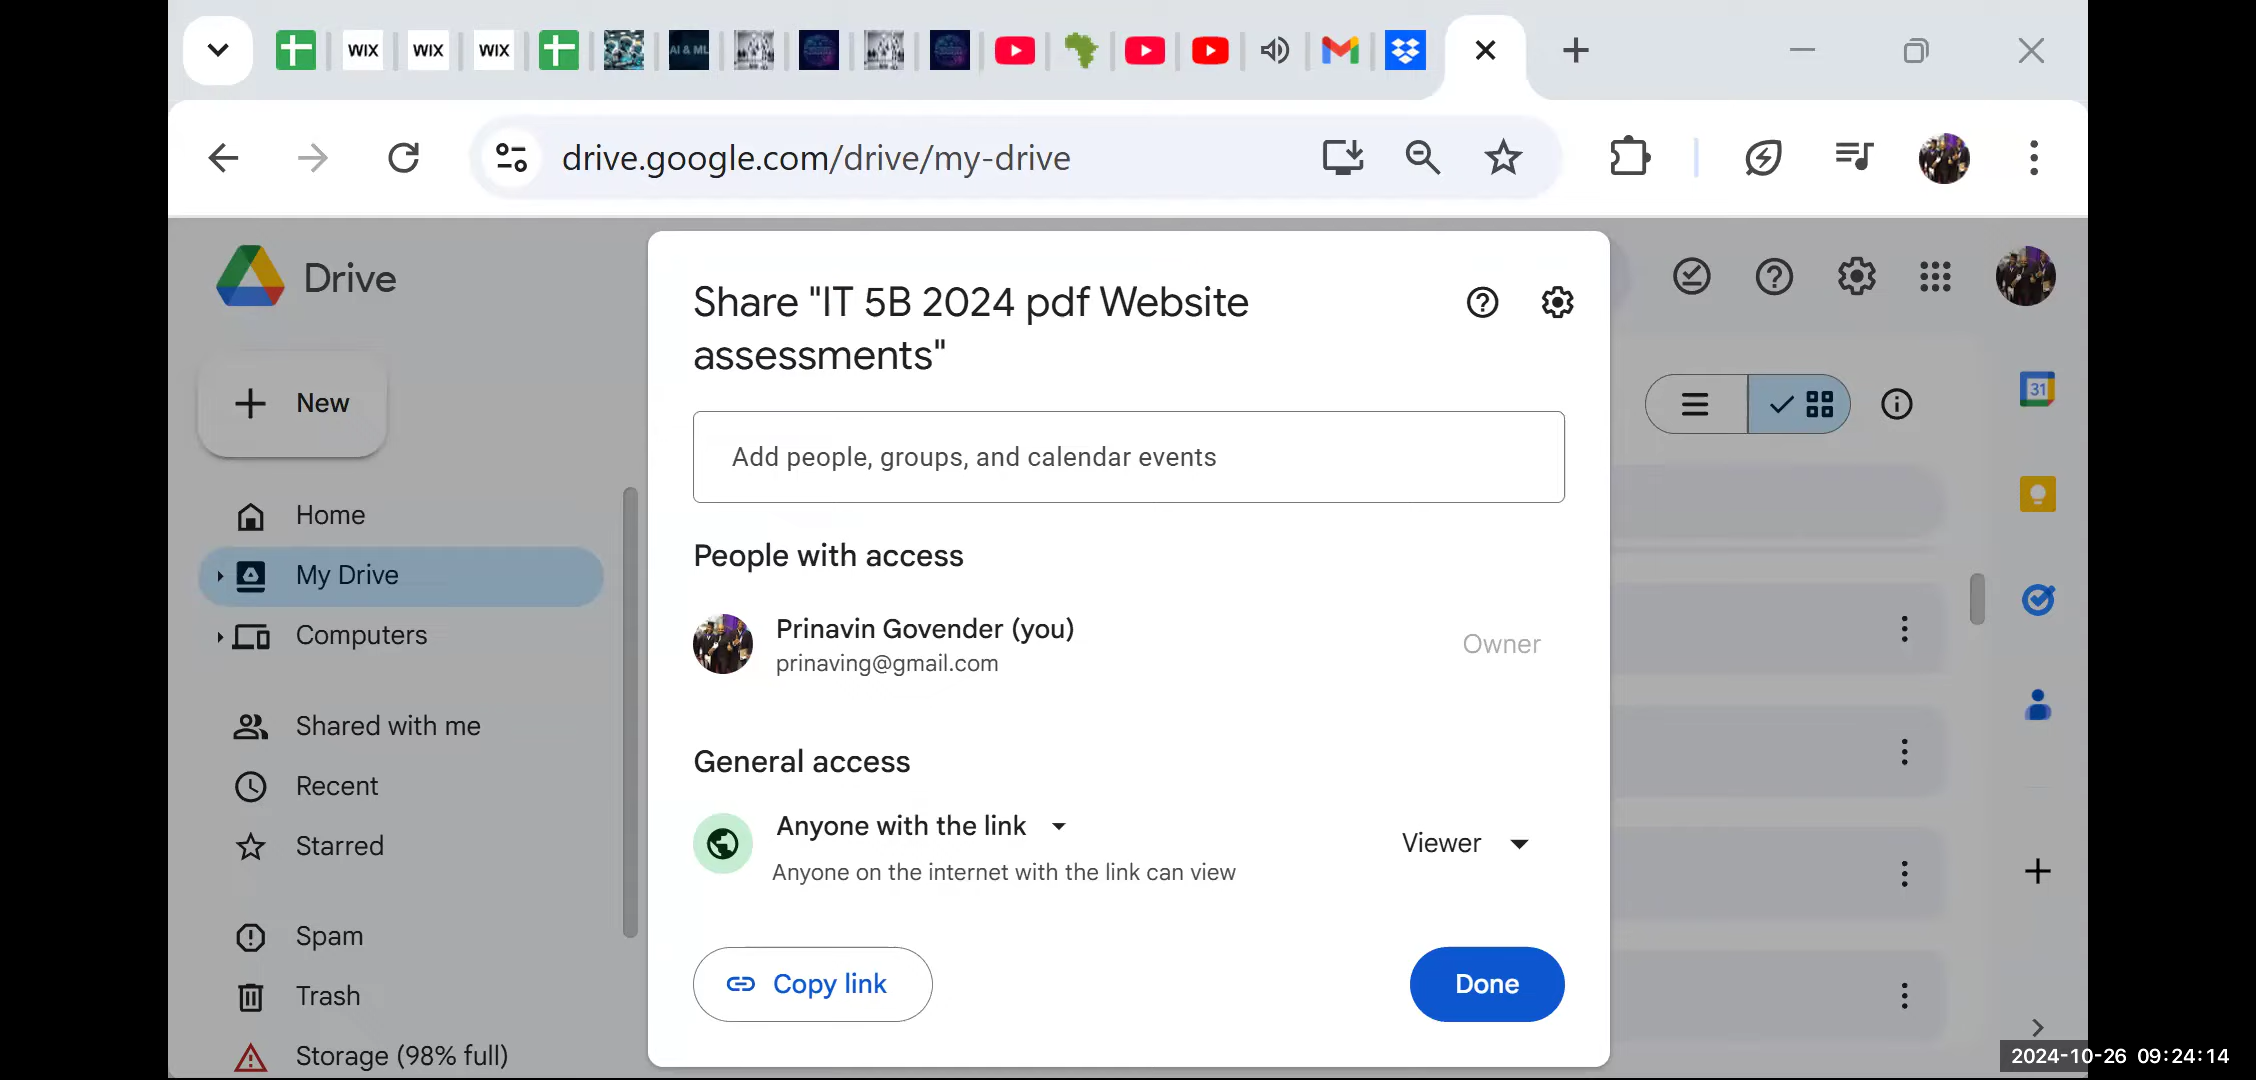 WIX
WIX
WIX
AI & ML
drive.google.com/drive/my-drive
Drive
New
Home
My Drive
Computers
Shared with me
Recent
Starred
Spam
Trash
Storage (98% full)
Share "IT 5B 2024 pdf Website
assessments"
Add people, groups, and calendar events
People with access
Prinavin Govender (you)
prinaving@gmail.com
Owner
General access
Anyone with the link
Anyone on the internet with the link can view
Viewer
Copy link
Done
31
2024-10-26 09:24:14